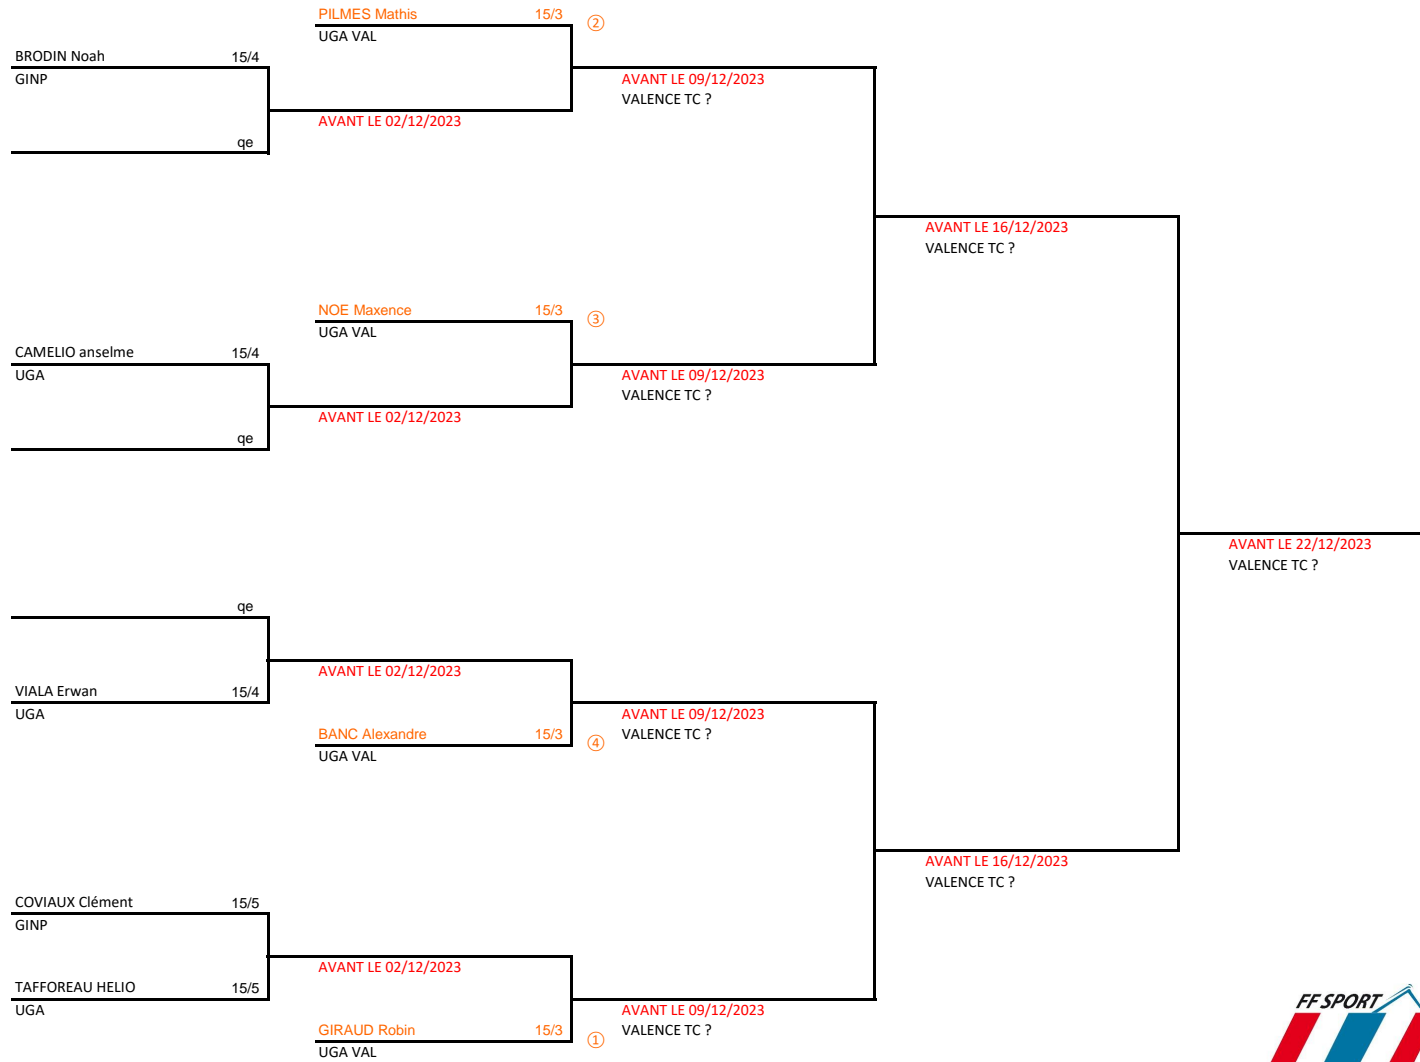 PILMES Mathis 15/3 ②
UGA VAL
BRODIN Noah 15/4
GINP
AVANT LE 09/12/2023
VALENCE TC ?
AVANT LE 02/12/2023
qe
AVANT LE 16/12/2023
VALENCE TC ?
NOE Maxence 15/3 ③
UGA VAL
CAMELIO anselme 15/4
UGA
AVANT LE 09/12/2023
VALENCE TC ?
AVANT LE 02/12/2023
qe
AVANT LE 22/12/2023
VALENCE TC ?
qe
AVANT LE 02/12/2023
VIALA Erwan 15/4
UGA
AVANT LE 09/12/2023
BANC Alexandre 15/3 ④ VALENCE TC ?
UGA VAL
AVANT LE 16/12/2023
VALENCE TC ?
COVIAUX Clément 15/5
GINP
AVANT LE 02/12/2023
TAFFOREAU HELIO 15/5
UGA
AVANT LE 09/12/2023
GIRAUD Robin 15/3 ① VALENCE TC ?
UGA VAL
FF SPORT